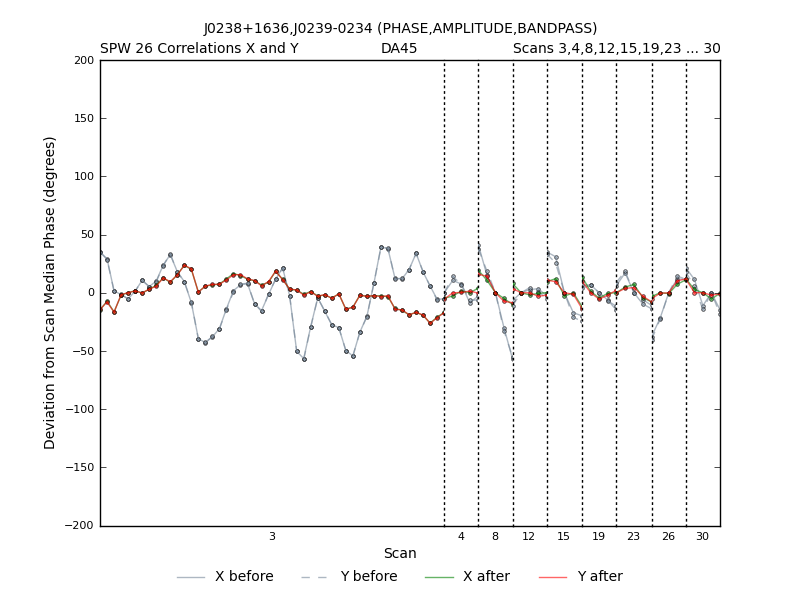 J0238+1636,J0239-0234 (PHASE,AMPLITUDE,BANDPASS)
SPW 26 Correlations X and Y DA45 Scans 3,4,8,12,15,19,23 ... 30
200
150
100
50
0
−50
−100
−150
−200
Deviation from Scan Median Phase (degrees)
3 4 8 12 15 19 23 26 30
Scan
X before Y before X after Y after